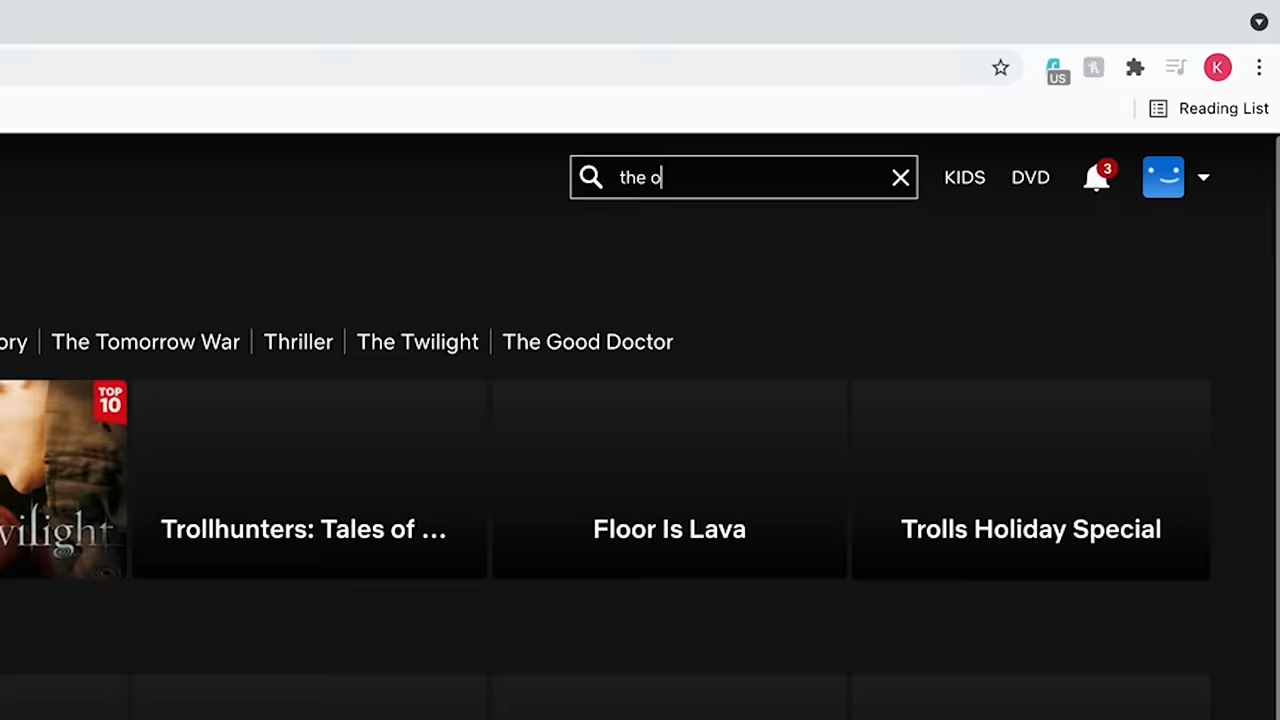 K
US
Reading List
the o
KIDS
DVD
3
ory
The Tomorrow War
Thriller
The Twilight
The Good Doctor
TOP
10
vilight
Trollhunters: Tales of ...
Floor Is Lava
Trolls Holiday Special